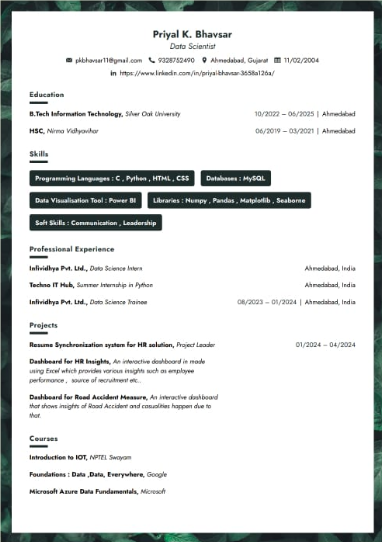 Priyal K. Bhavsar
Data Scientist
pkbhavsar11@gmail.com 9328752490 Ahmedabad, Gujarat 11/02/2004
in https://www.linkedin.com/in/priyal-bhavsar-3658a126a/
Education
B.Tech Information Technology, Silver Oak University 10/2022 – 06/2025 | Ahmedabad
HSC, Nirma Vidhyavihar 06/2019 – 03/2021 | Ahmedabad
Skills
Programming Languages : C , Python , HTML , CSS Databases : MySQL
Data Visualisation Tool : Power BI Libraries : Numpy , Pandas , Matplotlib , Seaborne
Soft Skills : Communication , Leadership
Professional Experience
Infividhya Pvt. Ltd., Data Science Intern Ahmedabad, India
Techno IT Hub, Summer Internship in Python Ahmedabad, India
Infividhya Pvt. Ltd., Data Science Trainee 08/2023 – 01/2024 | Ahmedabad, India
Projects
Resume Synchronization system for HR solution, Project Leader 01/2024 – 04/2024
Dashboard for HR Insights, An interactive dashboard in made
using Excel which provides various insights such as employee
performance , source of recruitment etc..
Dashboard for Road Accident Measure, An interactive dashboard
that shows insights of Road Accident and casualities happen due to
that.
Courses
Introduction to IOT, NPTEL Swayam
Foundations : Data ,Data, Everywhere, Google
Microsoft Azure Data Fundamentals, Microsoft